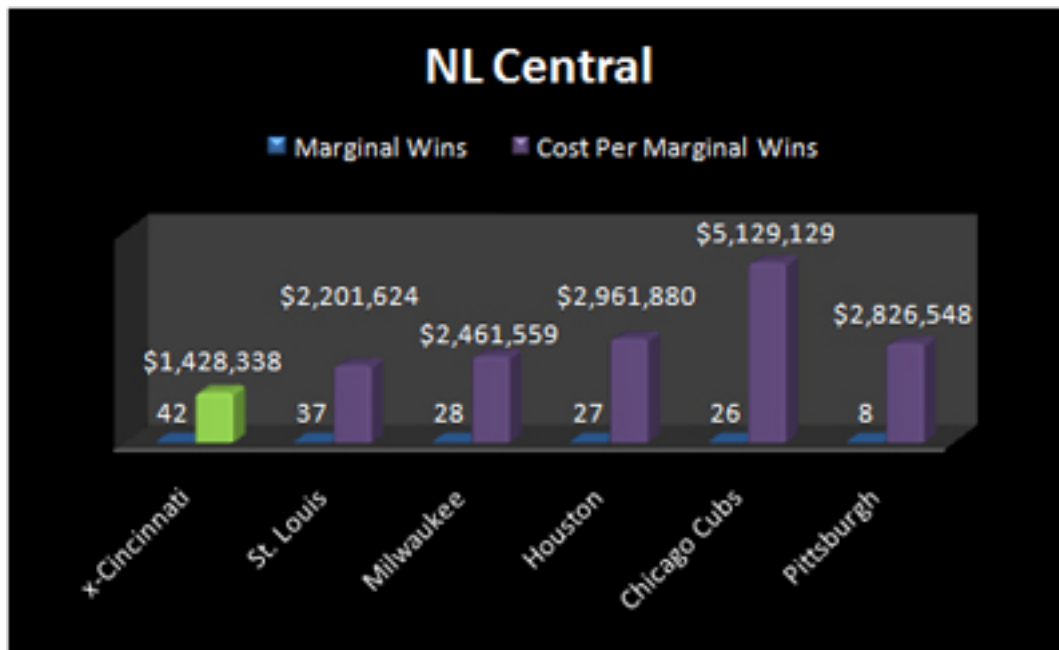 NL Central
Marginal Wins
Cost Per Marginal Wins
$1,428,338
$2,201,624
$2,461,559
$2,961,880
$5,129,129
$2,826,548
42
37
28
27
26
8
x-Cincinnati
St. Louis
Milwaukee
Houston
Chicago Cubs
Pittsburgh